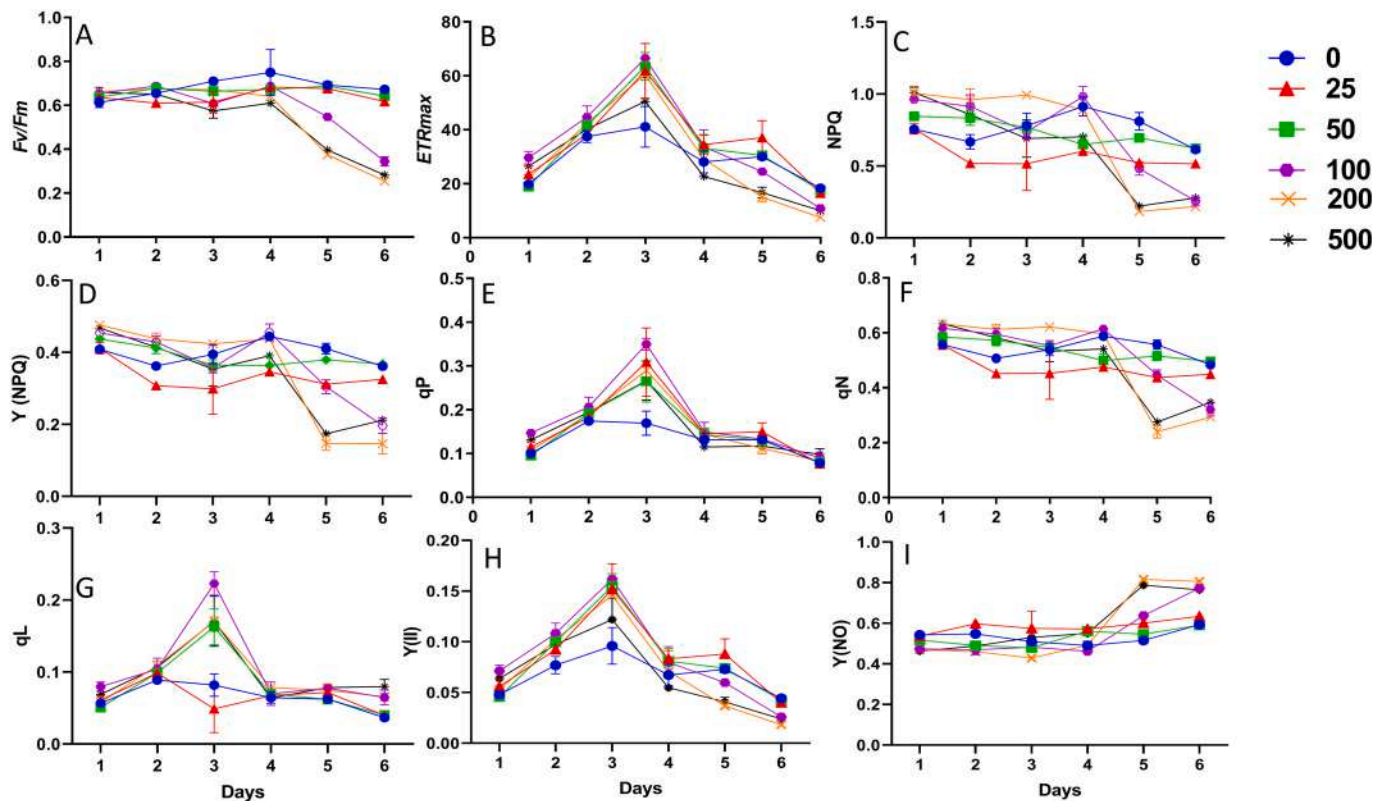 A
Fv/Fm
1.0
0.8
0.6
0.4
0.2
0.0
1 2 3 4 5 6
B
ETRmax
80
60
40
20
0
1 2 3 4 5 6
C
NPQ
1.5
1.0
0.5
0.0
1 2 3 4 5 6
0
25
50
100
200
500
D
Y (NPQ)
0.6
0.4
0.2
0.0
1 2 3 4 5 6
E
qP
0.5
0.4
0.3
0.2
0.1
0.0
0 1 2 3 4 5 6
F
qN
0.8
0.6
0.4
0.2
0.0
0 1 2 3 4 5 6
G
qL
0.3
0.2
0.1
0.0
1 2 3 4 5 6
Days
H
Y(II)
0.20
0.15
0.10
0.05
0.00
1 2 3 4 5 6
Days
I
Y(NO)
1.0
0.8
0.6
0.4
0.2
0.0
1 2 3 4 5 6
Days